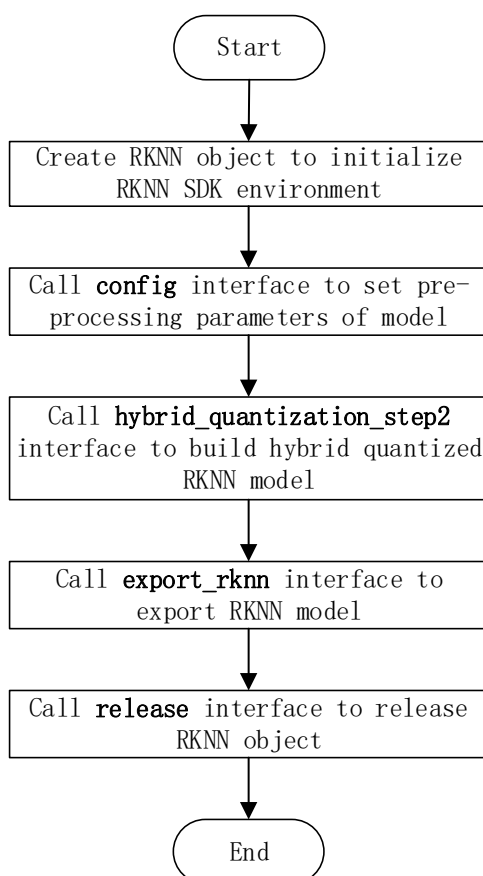 Start
Create RKNN object to initialize
RKNN SDK environment
Call config interface to set pre-
processing parameters of model
Call hybrid_quantization_step2
interface to build hybrid quantized
RKNN model
Call export_rknn interface to
export RKNN model
Call release interface to release
RKNN object
End